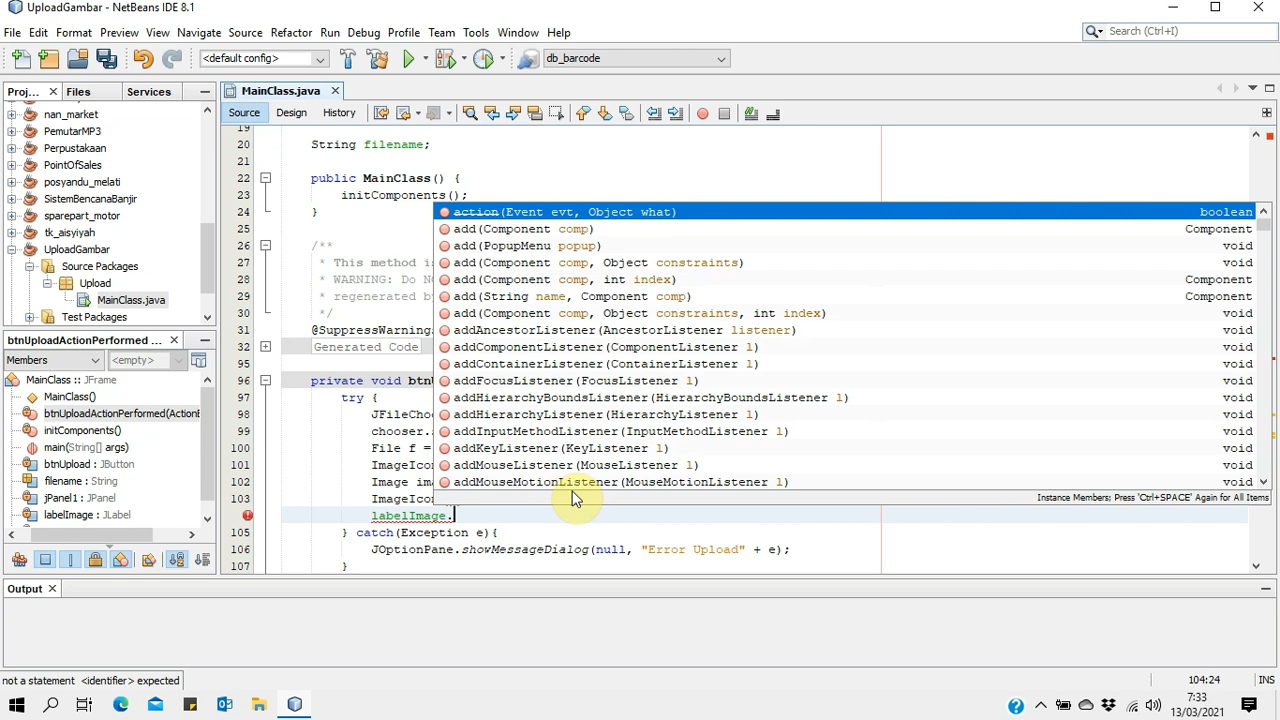 UploadGambar - NetBeans IDE 8.1
File Edit Format Preview View Navigate Source Refactor Run Debug Profile Team Tools Window Help
Search (Ctrl+I)
<default config>
db_barcode
Proj... Files Services
MainClass.java
Source Design History
nan_market
PemutarMP3
Perpustakaan
PointOfSales
posyandu_melati
SistemBencanaBanjir
sparepart_motor
tk_aisyiyah
UploadGambar
Source Packages
Upload
MainClass.java
Test Packages
btnUploadActionPerformed ...
Members <empty>
MainClass :: JFrame
MainClass()
btnUploadActionPerformed(ActionE
initComponents()
main(String[] args)
btnUpload : JButton
filename : String
jPanel1 : JPanel
labelImage : JLabel
19
20 String filename;
21
22 public MainClass() {
23 initComponents();
24 }
25
26 /**
27 * This method i
28 * WARNING: Do N
29 * regenerated b
30 */
31 @SuppressWarning
32 Generated Code
95
96 private void btn
97 try {
98 JFileCho
99 chooser.
100 File f =
101 ImageIco
102 Image im
103 ImageIco
labelImage.
105 } catch(Exception e){
106 JOptionPane.showMessageDialog(null, "Error Upload" + e);
107 }
action(Event evt, Object what) boolean
add(Component comp) Component
add(PopupMenu popup) void
add(Component comp, Object constraints) void
add(Component comp, int index) Component
add(String name, Component comp) Component
add(Component comp, Object constraints, int index) void
addAncestorListener(AncestorListener listener) void
addComponentListener(ComponentListener l) void
addContainerListener(ContainerListener l) void
addFocusListener(FocusListener l) void
addHierarchyBoundsListener(HierarchyBoundsListener l) void
addHierarchyListener(HierarchyListener l) void
addInputMethodListener(InputMethodListener l) void
addKeyListener(KeyListener l) void
addMouseListener(MouseListener l) void
addMouseMotionListener(MouseMotionListener l) void
Instance Members; Press 'Ctrl+SPACE' Again for All Items
Output
not a statement <identifier> expected
104:24 INS
7:33
13/03/2021